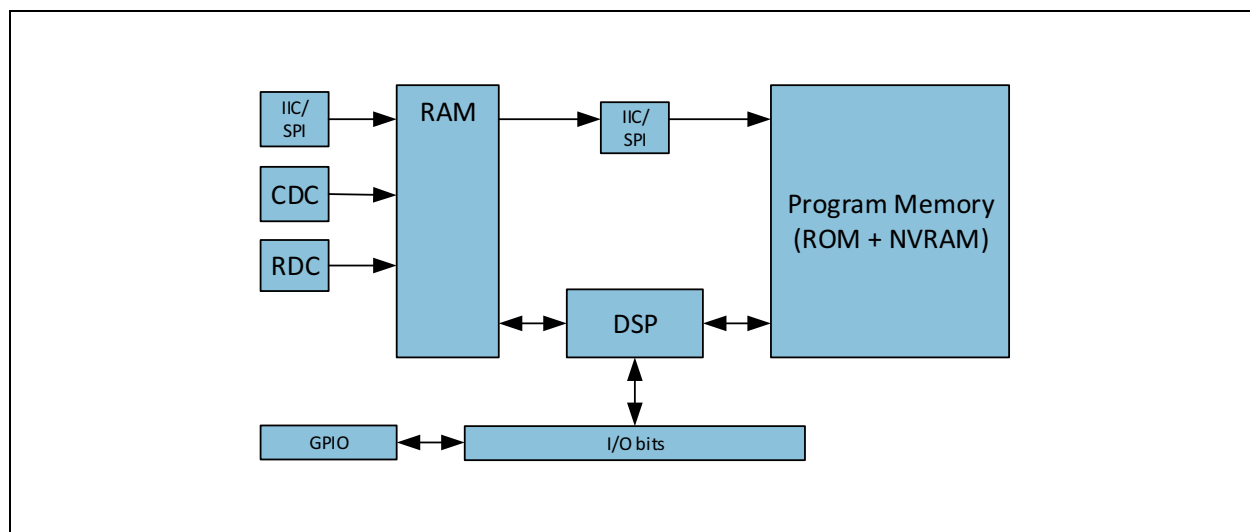 IIC/
SPI
RAM
IIC/
SPI
CDC
Program Memory
(ROM + NVRAM)
RDC
DSP
GPIO
I/O bits